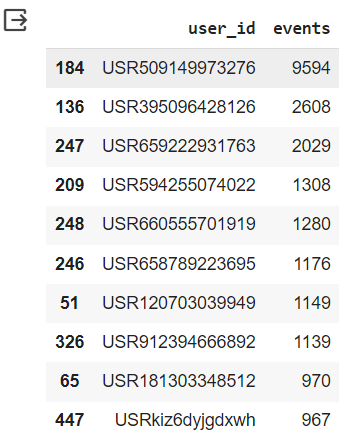 user_id events
184 USR509149973276 9594
136 USR395096428126 2608
247 USR659222931763 2029
209 USR594255074022 1308
248 USR660555701919 1280
246 USR658789223695 1176
51 USR120703039949 1149
326 USR912394666892 1139
65 USR181303348512 970
447 USRkiz6dyjgdxwh 967